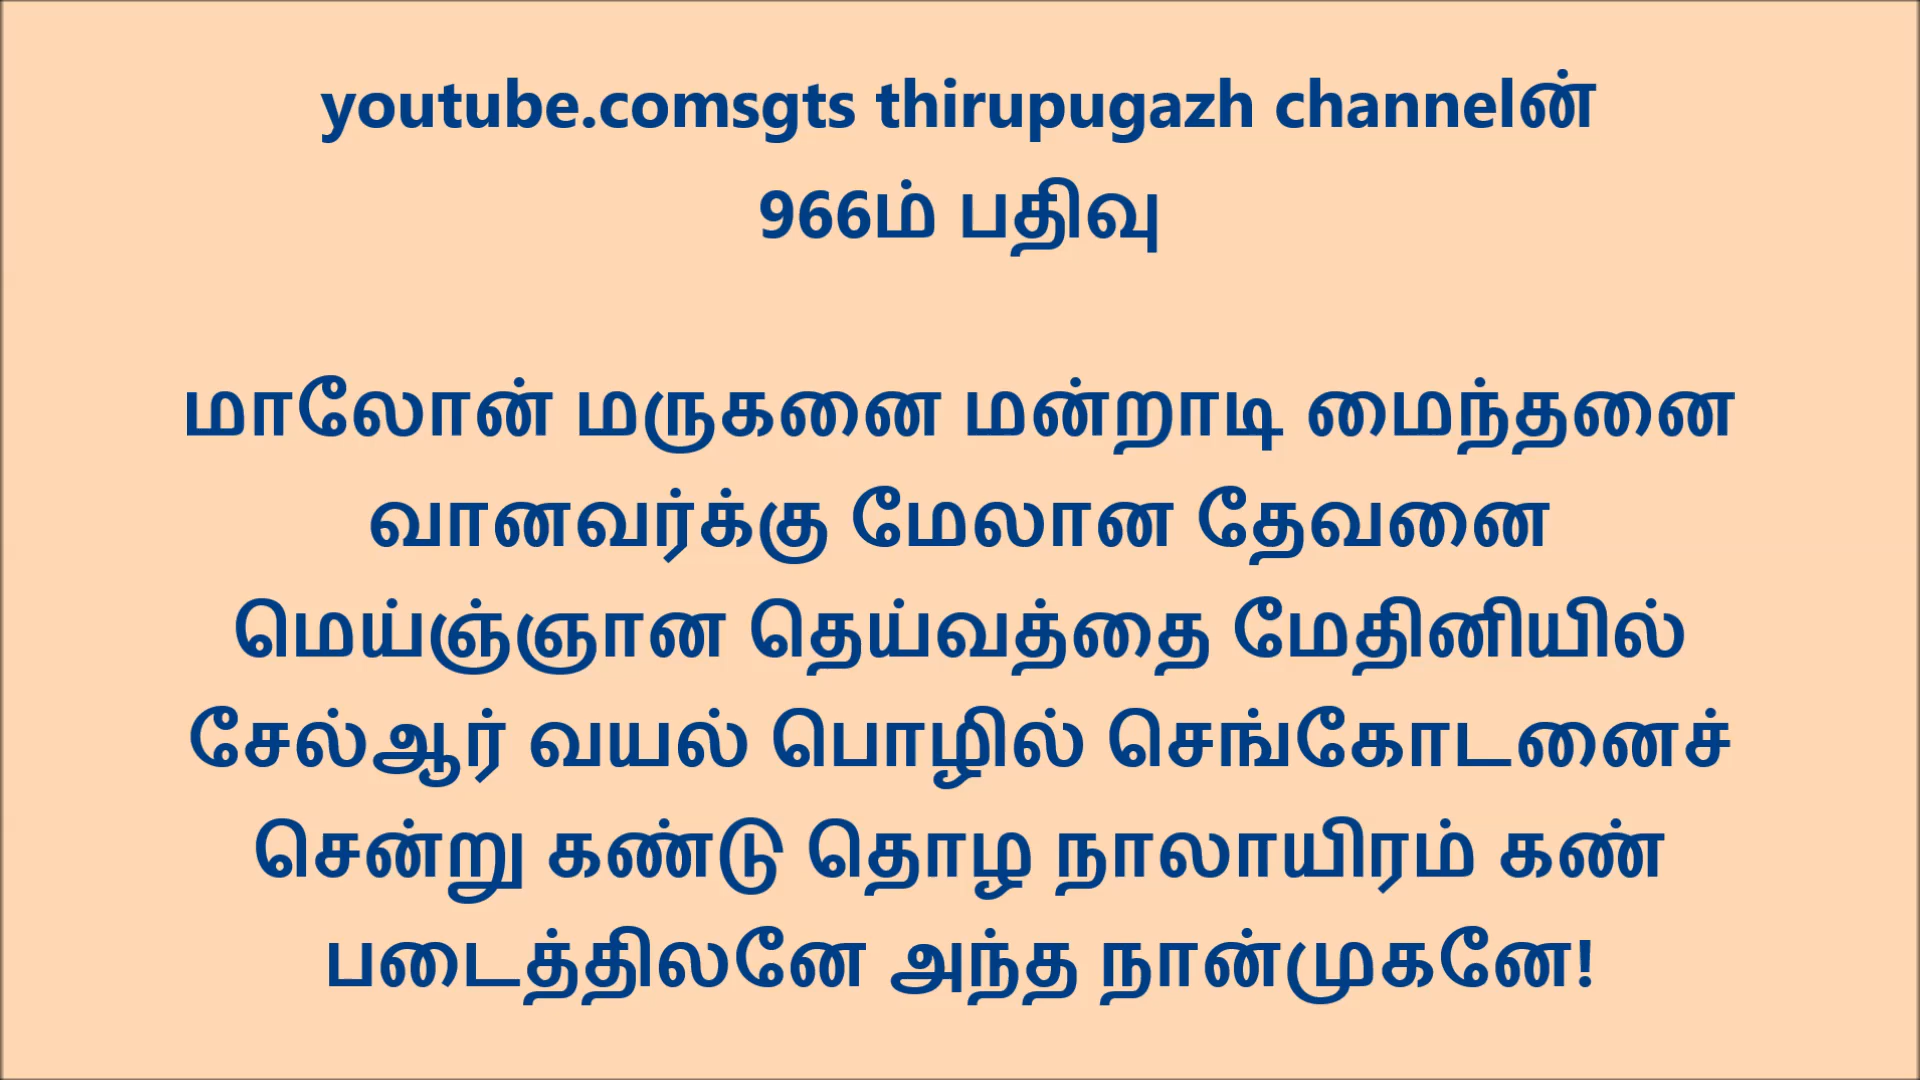 youtube.comsgts thirupugazh channelன்
966ம் பதிவு
மாலோன் மருகனை மன்றாடி மைந்தனை
வானவர்க்கு மேலான தேவனை
மெய்ஞ்ஞான தெய்வத்தை மேதினியில்
சேல்ஆர் வயல் பொழில் செங்கோடனைச்
சென்று கண்டு தொழ நாலாயிரம் கண்
படைத்திலனே அந்த நான்முகனே!